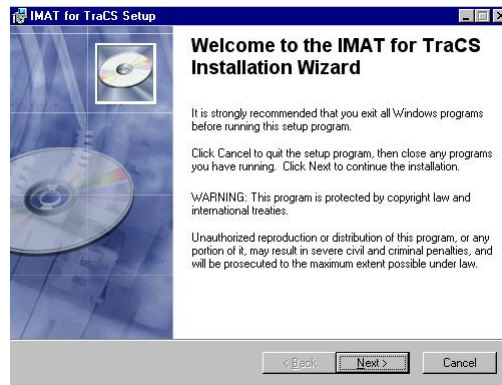 IMAT for TraCS Setup
Welcome to the IMAT for TraCS
Installation Wizard
It is strongly recommended that you exit all Windows programs
before running this setup program.
Click Cancel to quit the setup program, then close any programs
you have running. Click Next to continue the installation.
WARNING: This program is protected by copyright law and
international treaties.
Unauthorized reproduction or distribution of this program, or any
portion of it, may result in severe civil and criminal penalties, and
will be prosecuted to the maximum extent possible under law.
< Back Next > Cancel